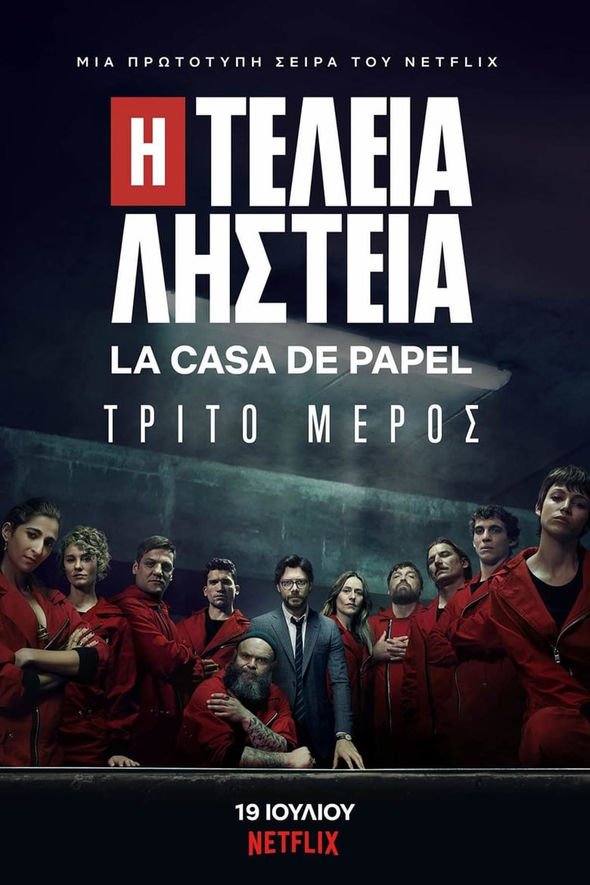 ΜΙΑ ΠΡΩΤΟΤΥΠΗ ΣΕΙΡΑ ΤΟΥ NETFLIX
Η ΤΕΛΕΙΑ
ΛΗΣΤΕΙΑ
LA CASA DE PAPEL
ΤΡΙΤΟ ΜΕΡΟΣ
19 ΙΟΥΛΙΟΥ
NETFLIX